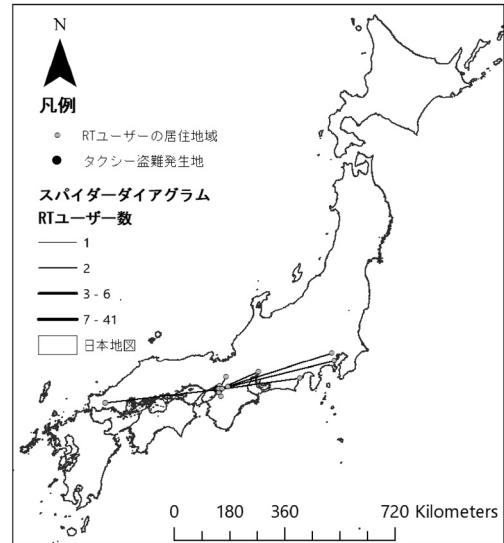 N
凡例
RTユーザーの居住地域
タクシー盗難発生地
スパイダーダイアグラム
RTユーザー数
1
2
3 - 6
7 - 41
日本地図
0 180 360 720 Kilometers